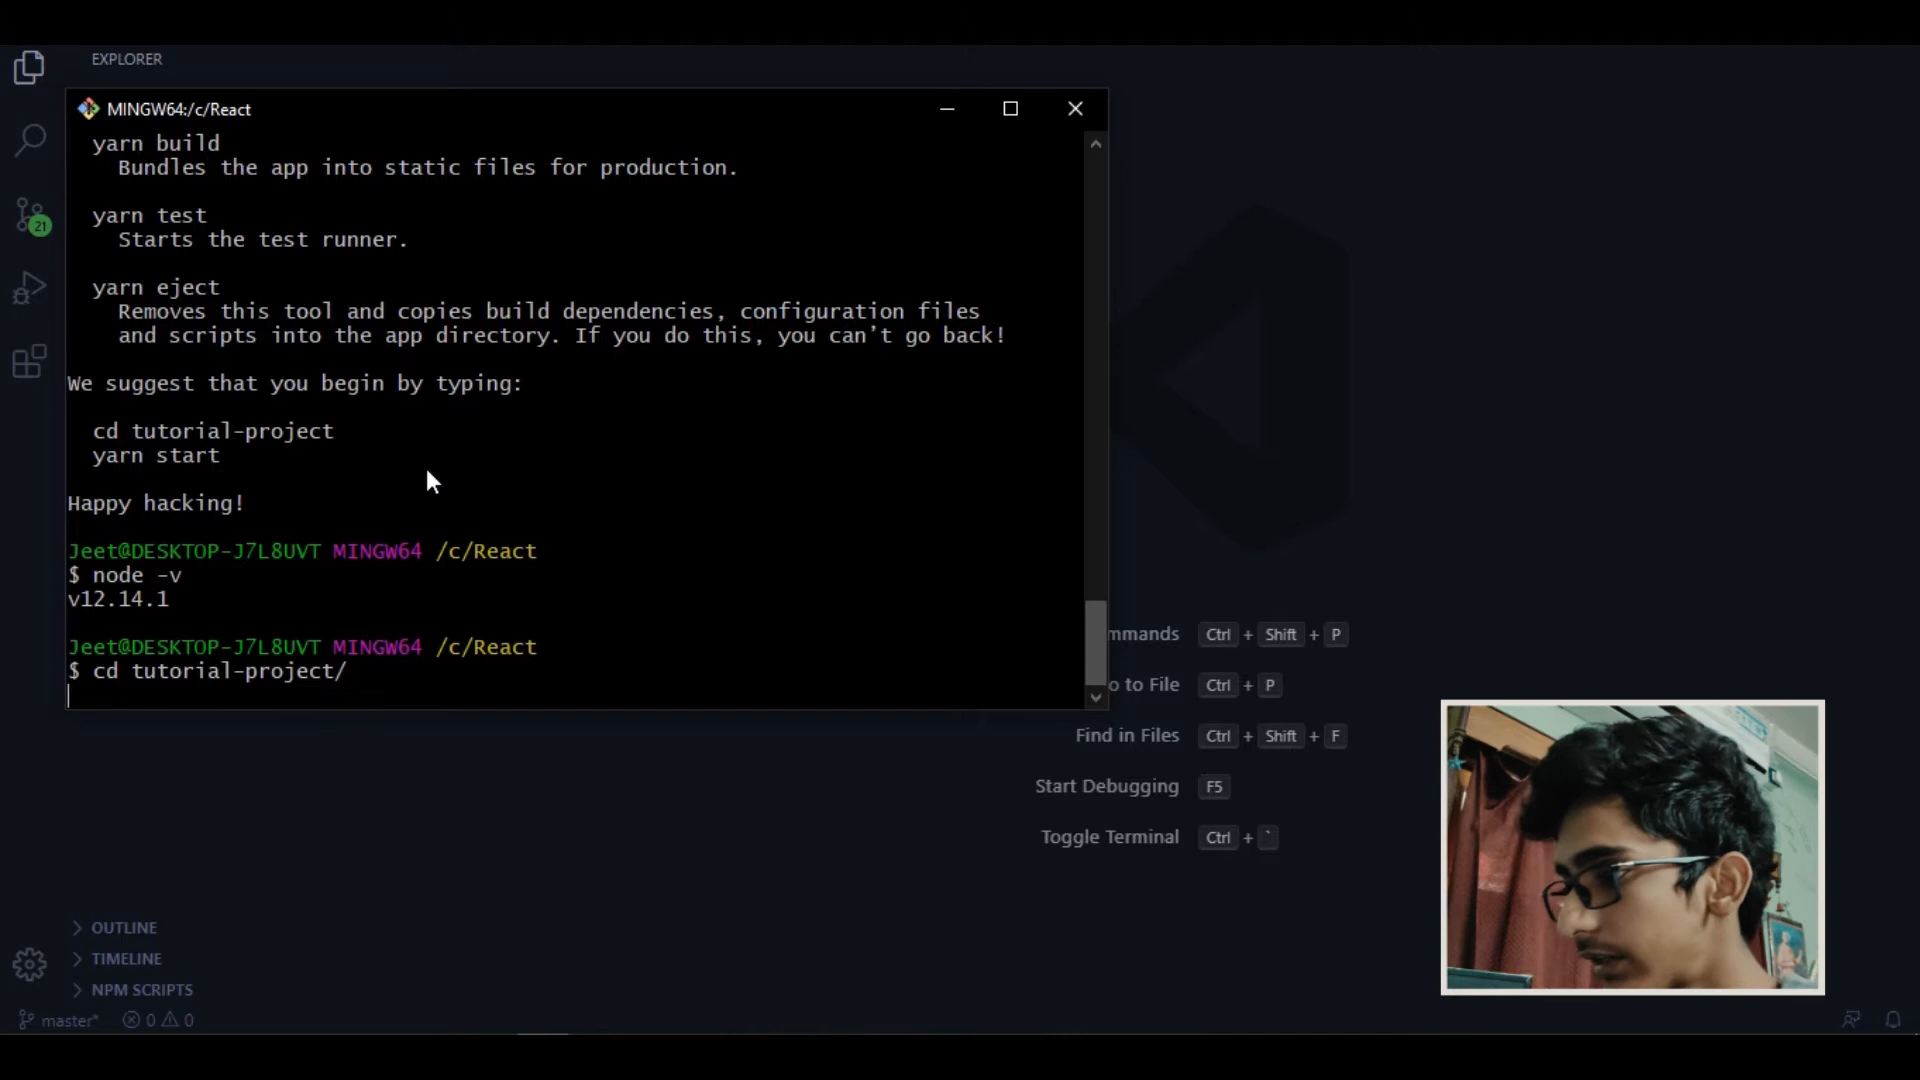 EXPLORER
MINGW64:/c/React
yarn build
Bundles the app into static files for production.
yarn test
Starts the test runner.
yarn eject
Removes this tool and copies build dependencies, configuration files
and scripts into the app directory. If you do this, you can’t go back!
We suggest that you begin by typing:
cd tutorial-project
yarn start
Happy hacking!
Jeet@DESKTOP-J7L8UVT MINGW64 /c/React
$ node -v
v12.14.1
Jeet@DESKTOP-J7L8UVT MINGW64 /c/React
$ cd tutorial-project/
21
mmands Ctrl + Shift + P
o to File Ctrl + P
Find in Files Ctrl + Shift + F
Start Debugging F5
Toggle Terminal Ctrl + `
OUTLINE
TIMELINE
NPM SCRIPTS
master* 0 0